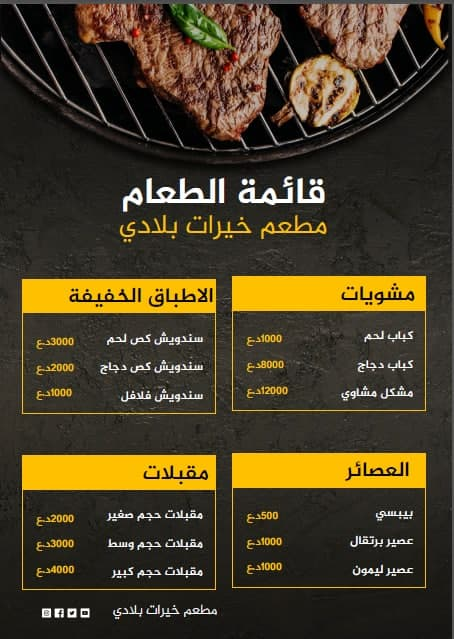 قائمة الطعام
مطعم خيرات بلادي
مشويات
كباب لحم 1000د.ع
كباب دجاج 8000د.ع
مشكل مشاوي 12000د.ع
الاطباق الخفيفة
سندويش كص لحم 3000د.ع
سندويش كص دجاج 2000د.ع
سندويش فلافل 1000د.ع
العصائر
بيبسي 500د.ع
عصير برتقال 1000د.ع
عصير ليمون 1000د.ع
مقبلات
مقبلات حجم صغير 2000د.ع
مقبلات حجم وسط 3000د.ع
مقبلات حجم كبير 4000د.ع
مطعم خيرات بلادي